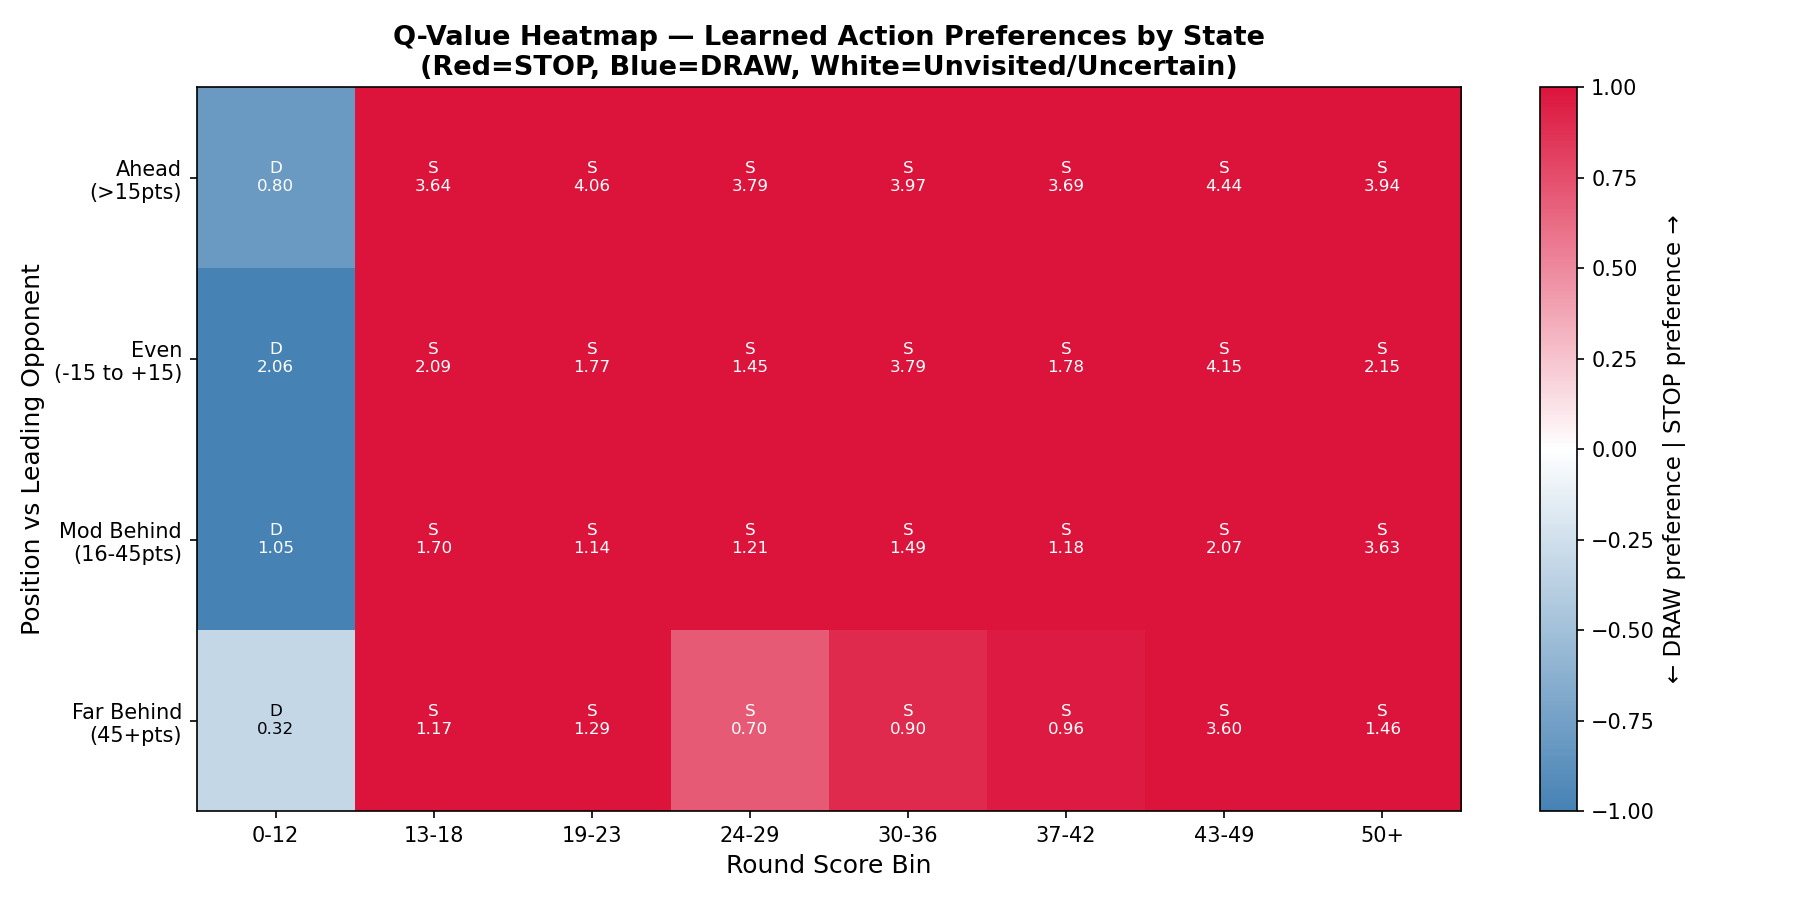 Q-Value Heatmap — Learned Action Preferences by State
(Red=STOP, Blue=DRAW, White=Unvisited/Uncertain)
Position vs Leading Opponent
Ahead
(>15pts)
D S S S S S S S
0.80 3.64 4.06 3.79 3.97 3.69 4.44 3.94
Even
(-15 to +15)
D S S S S S S S
2.06 2.09 1.77 1.45 3.79 1.78 4.15 2.15
Mod Behind
(16-45pts)
D S S S S S S S
1.05 1.70 1.14 1.21 1.49 1.18 2.07 3.63
Far Behind
(45+pts)
D S S S S S S S
0.32 1.17 1.29 0.70 0.90 0.96 3.60 1.46
0-12 13-18 19-23 24-29 30-36 37-42 43-49 50+
Round Score Bin
1.00
0.75
0.50
0.25
0.00
−0.25
−0.50
−0.75
−1.00
← DRAW preference | STOP preference →